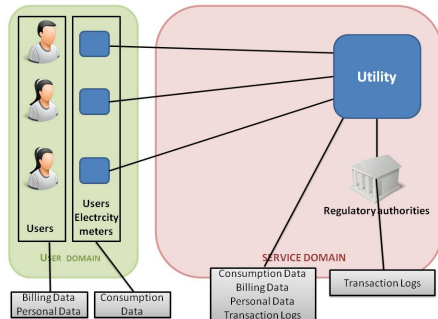 Utility
Users
Electrcity
meters
Users
Regulatory authorities
USER DOMAIN
SERVICE DOMAIN
Billing Data
Personal Data
Consumption
Data
Consumption Data
Billing Data
Personal Data
Transaction Logs
Transaction Logs